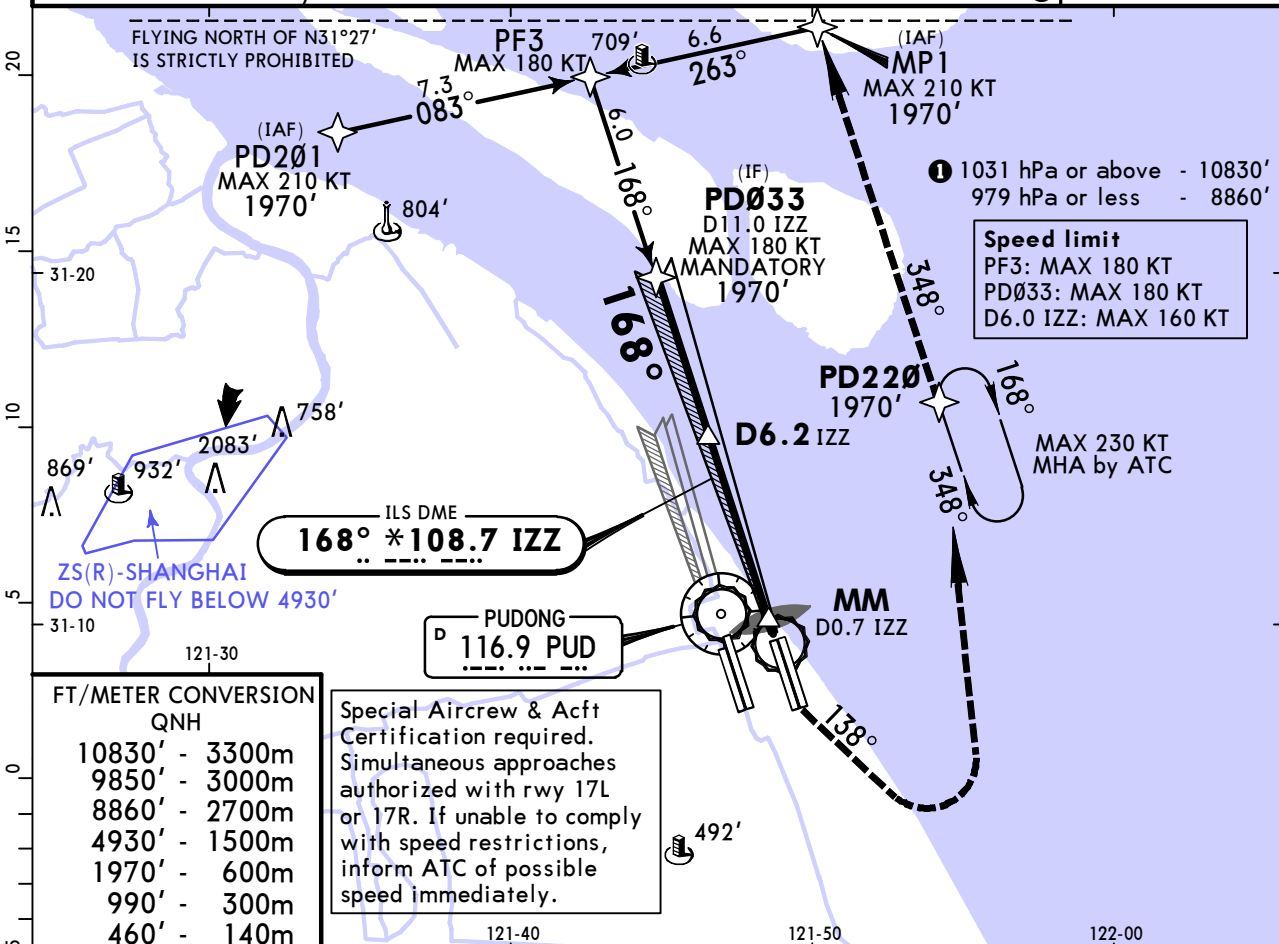 FLYING NORTH OF N31°27'
IS STRICTLY PROHIBITED
PF3
MAX 180 KT
709'
6.6
263°
(IAF)
MP1
MAX 210 KT
1970'
7.3
083°
(IAF)
PD2Ø1
MAX 210 KT
1970'
6.0
168°
804'
(IF)
PDØ33
D11.0 IZZ
MAX 180 KT
MANDATORY
1970'
❶ 1031 hPa or above - 10830'
979 hPa or less - 8860'
Speed limit
PF3: MAX 180 KT
PDØ33: MAX 180 KT
D6.0 IZZ: MAX 160 KT
20
15
10
5
0
31-20
31-10
168°
348°
PD22Ø
1970'
168°
348°
MAX 230 KT
MHA by ATC
D6.2 IZZ
758'
2083'
869'
932'
ZS(R)-SHANGHAI
DO NOT FLY BELOW 4930'
ILS DME
168° *108.7 IZZ
PUDONG
D 116.9 PUD
MM
D0.7 IZZ
138°
121-30
FT/METER CONVERSION
QNH
10830' - 3300m
9850' - 3000m
8860' - 2700m
4930' - 1500m
1970' - 600m
990' - 300m
460' - 140m
Special Aircrew & Acft
Certification required.
Simultaneous approaches
authorized with rwy 17L
or 17R. If unable to comply
with speed restrictions,
inform ATC of possible
speed immediately.
492'
121-40
121-50
122-00